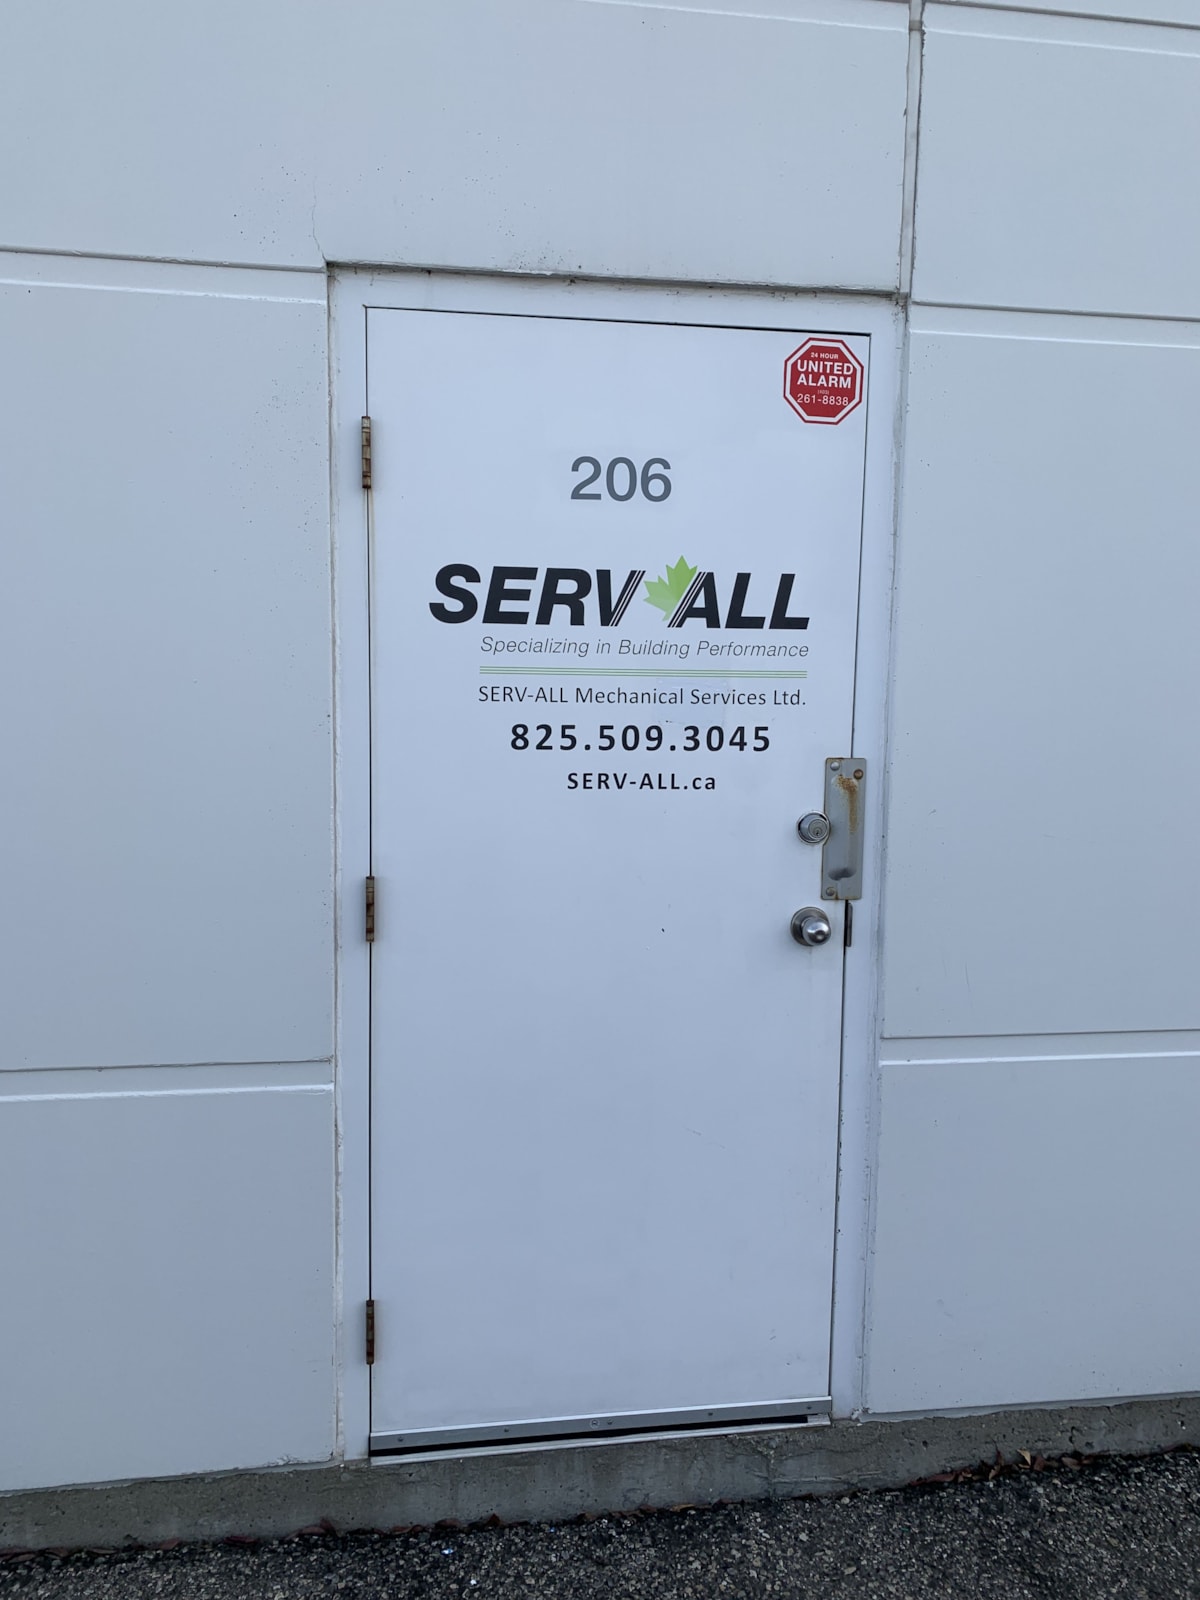 24 HOUR
UNITED
ALARM
(403)
261-8838
206
SERV ALL
Specializing in Building Performance
SERV-ALL Mechanical Services Ltd.
825.509.3045
SERV-ALL.ca